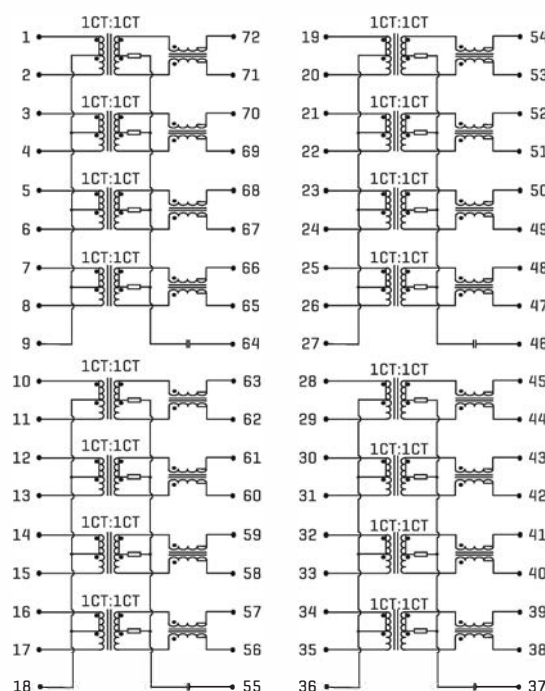 1CT:1CT
1 72
2 71
1CT:1CT
3 70
4 69
1CT:1CT
5 68
6 67
1CT:1CT
7 66
8 65
9 64
1CT:1CT
10 63
11 62
1CT:1CT
12 61
13 60
1CT:1CT
14 59
15 58
1CT:1CT
16 57
17 56
18 55
1CT:1CT
19 54
20 53
1CT:1CT
21 52
22 51
1CT:1CT
23 50
24 49
1CT:1CT
25 48
26 47
27 46
1CT:1CT
28 45
29 44
1CT:1CT
30 43
31 42
1CT:1CT
32 41
33 40
1CT:1CT
34 39
35 38
36 37